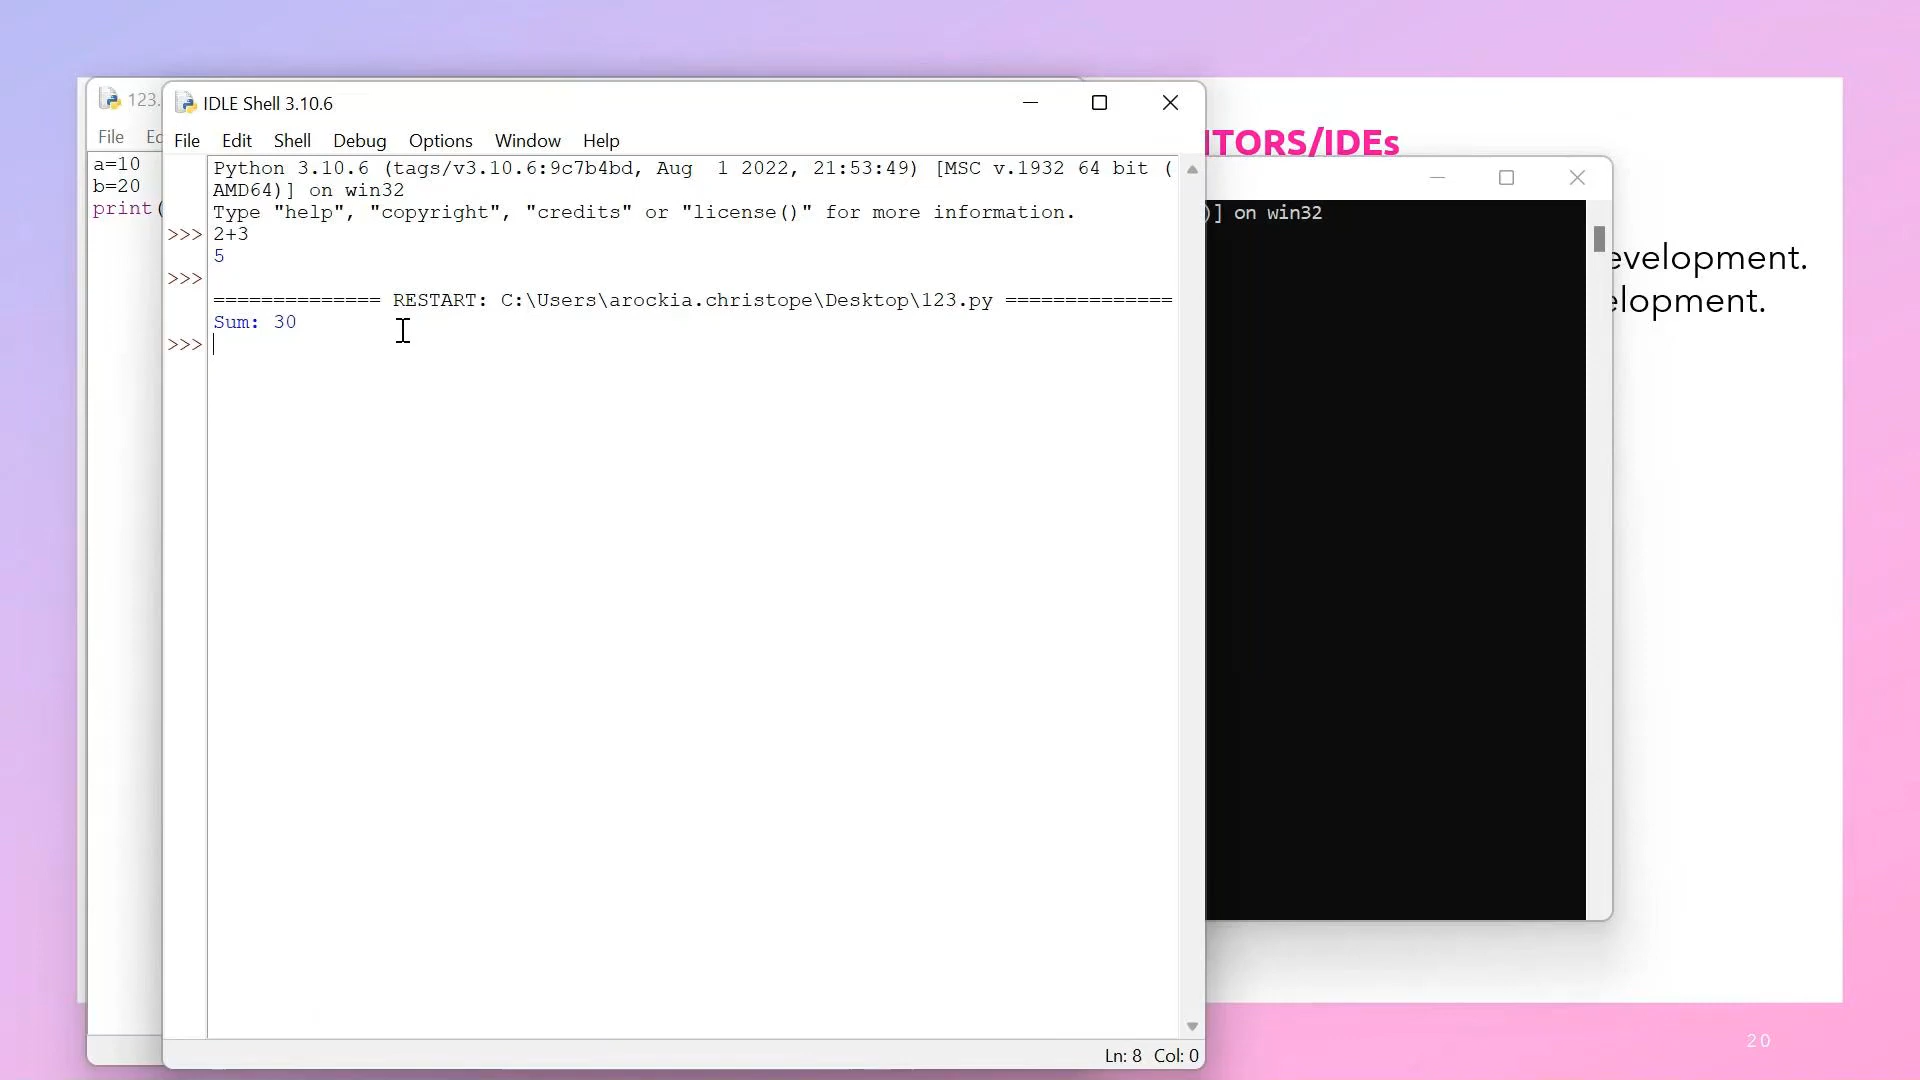 123.
File
a=10
b=20
print(
IDLE Shell 3.10.6
File Edit Shell Debug Options Window Help
Python 3.10.6 (tags/v3.10.6:9c7b4bd, Aug  1 2022, 21:53:49) [MSC v.1932 64 bit (
AMD64)] on win32
Type "help", "copyright", "credits" or "license()" for more information.
>>> 2+3
5
>>>
============== RESTART: C:\Users\arockia.christope\Desktop\123.py ==============
Sum: 30
>>>
Ln: 8 Col: 0
ITORS/IDEs
)] on win32
evelopment.
elopment.
20